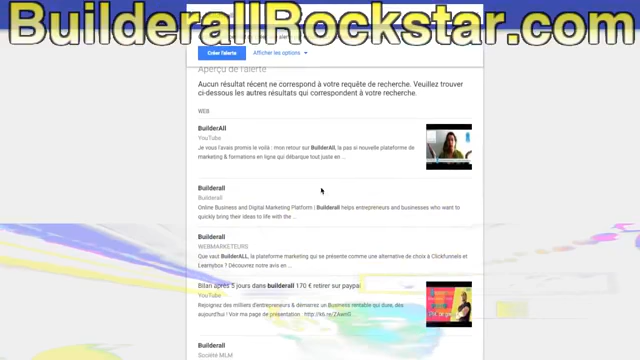 BuilderallRockstar.com
Créer l'alerte
Afficher les options
Aperçu de l'alerte
Aucun résultat récent ne correspond à votre requête de recherche. Veuillez trouver
ci-dessous les autres résultats qui correspondent à votre recherche.
WEB
BuilderAll
YouTube
Je vous l'avais promis le voilà : mon retour sur BuilderAll, la pas si nouvelle plateforme de
marketing & formations en ligne qui débarque tout juste en ...
Builderall
Builderall
Online Business and Digital Marketing Platform | Builderall helps entrepreneurs and businesses who want to
quickly bring their ideas to life with the ...
Builderall
WEBMARKETEURS
Que vaut BuilderALL, la plateforme marketing qui se présente comme une alternative de choix à Clickfunnels et
Learnybox ? Découvrez notre avis en ...
Bilan après 5 jours dans builderall 170 € retirer sur paypal
YouTube
Rejoignez des milliers d'entrepreneurs & démarrez un Business rentable qui dure, dès
aujourd'hui! Voir ma page de présentation
Builderall
Société MLM